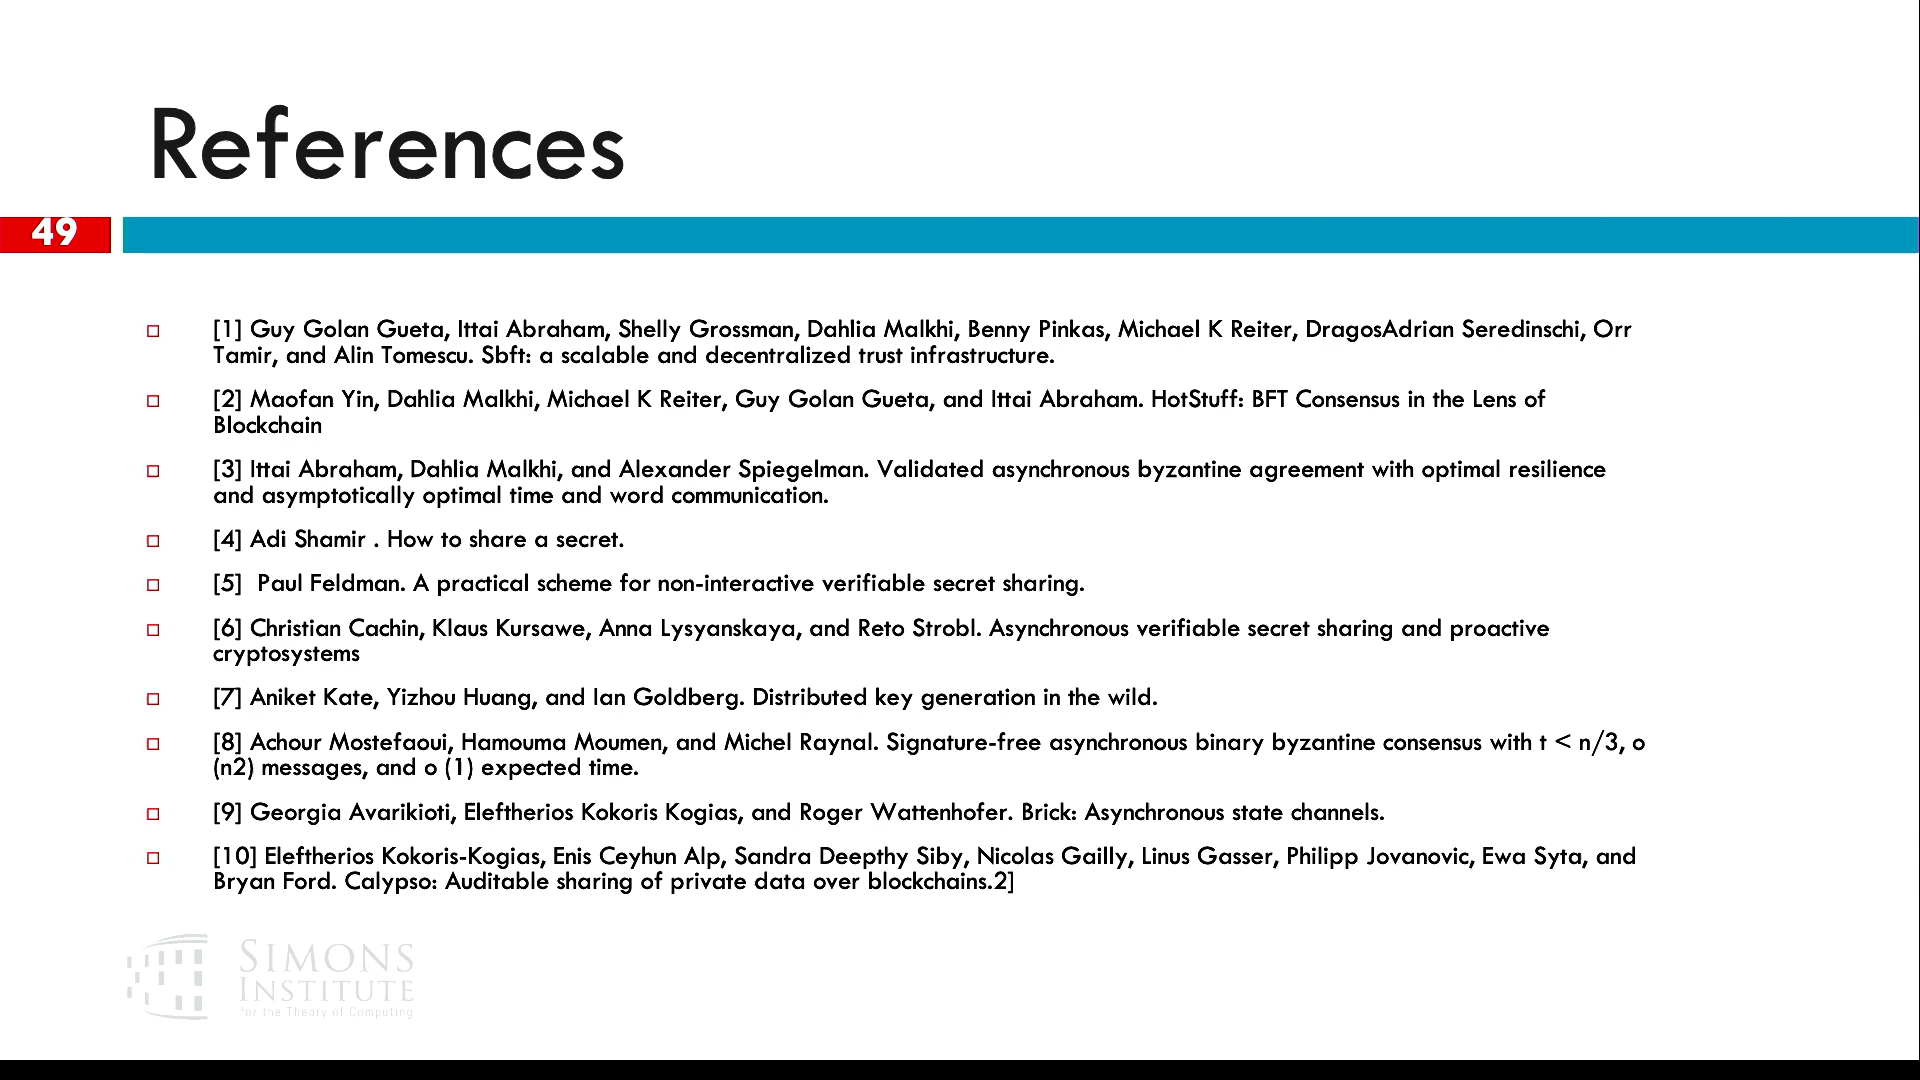 References
49
[1] Guy Golan Gueta, Ittai Abraham, Shelly Grossman, Dahlia Malkhi, Benny Pinkas, Michael K Reiter, DragosAdrian Seredinschi, Orr
Tamir, and Alin Tomescu. Sbft: a scalable and decentralized trust infrastructure.
[2] Maofan Yin, Dahlia Malkhi, Michael K Reiter, Guy Golan Gueta, and Ittai Abraham. HotStuff: BFT Consensus in the Lens of
Blockchain
[3] Ittai Abraham, Dahlia Malkhi, and Alexander Spiegelman. Validated asynchronous byzantine agreement with optimal resilience
and asymptotically optimal time and word communication.
[4] Adi Shamir . How to share a secret.
[5]  Paul Feldman. A practical scheme for non-interactive verifiable secret sharing.
[6] Christian Cachin, Klaus Kursawe, Anna Lysyanskaya, and Reto Strobl. Asynchronous verifiable secret sharing and proactive
cryptosystems
[7] Aniket Kate, Yizhou Huang, and Ian Goldberg. Distributed key generation in the wild.
[8] Achour Mostefaoui, Hamouma Moumen, and Michel Raynal. Signature-free asynchronous binary byzantine consensus with t < n/3, o
(n2) messages, and o (1) expected time.
[9] Georgia Avarikioti, Eleftherios Kokoris Kogias, and Roger Wattenhofer. Brick: Asynchronous state channels.
[10] Eleftherios Kokoris-Kogias, Enis Ceyhun Alp, Sandra Deepthy Siby, Nicolas Gailly, Linus Gasser, Philipp Jovanovic, Ewa Syta, and
Bryan Ford. Calypso: Auditable sharing of private data over blockchains.2]
SIMONS
INSTITUTE
for the Theory of Computing